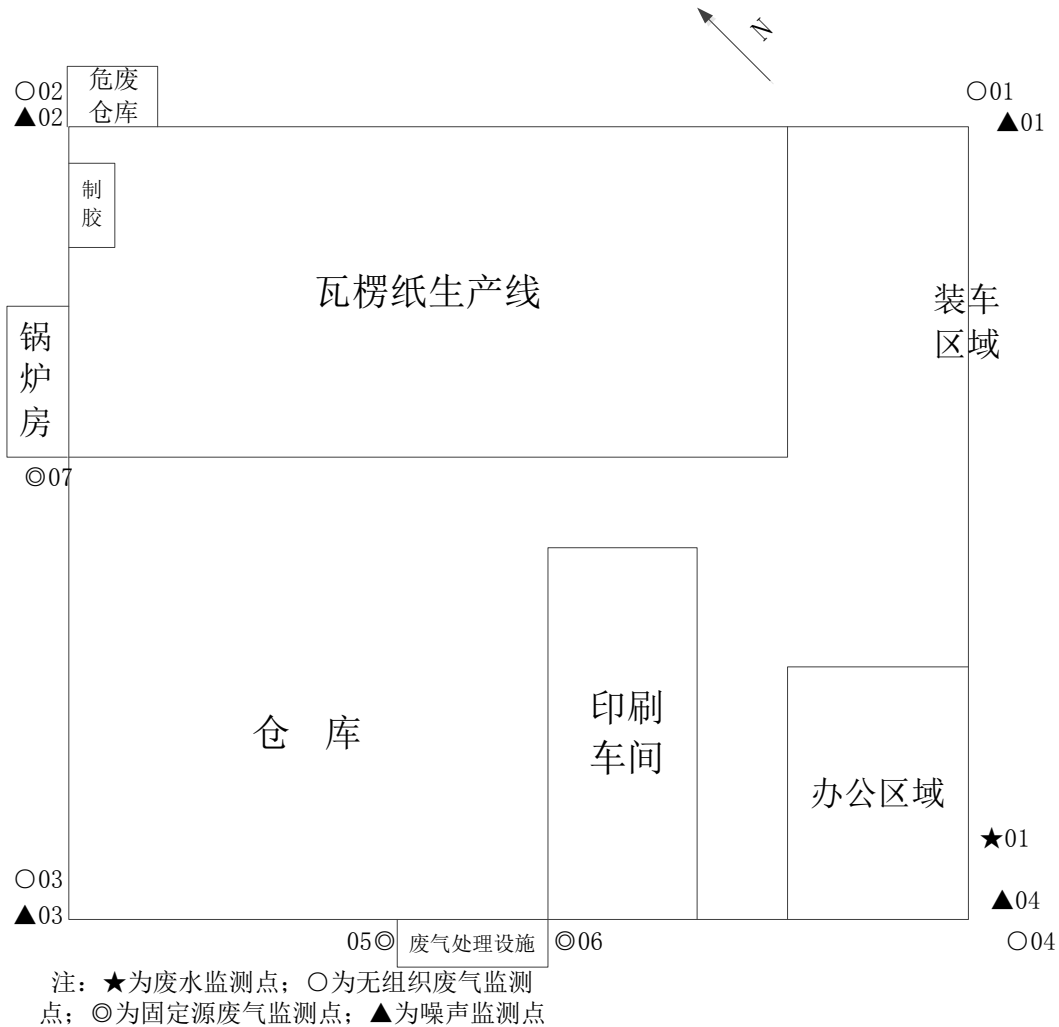 N
危废
仓库
○02
▲02
○01
▲01
制
胶
瓦楞纸生产线
装车
区域
锅
炉
房
◎07
印刷
车间
仓 库
办公区域
★01
○03
▲03
▲04
○04
05◎
废气处理设施
◎06
注：★为废水监测点；○为无组织废气监测
点；◎为固定源废气监测点；▲为噪声监测点